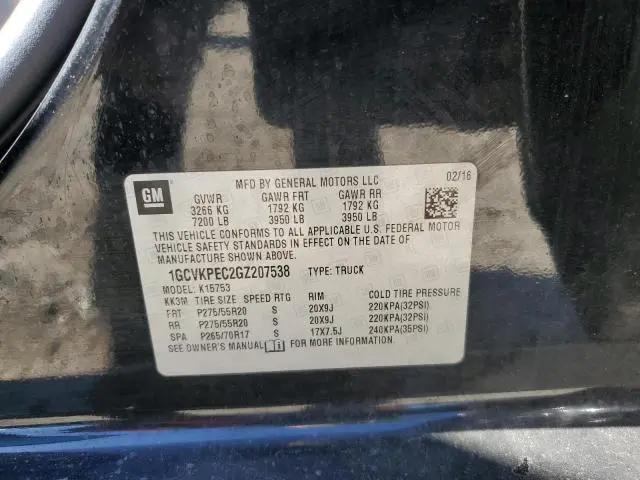 GM
MFD BY GENERAL MOTORS LLC
02/16
GVWR GAWR FRT GAWR RR
3266 KG 1792 KG 1792 KG
7200 LB 3950 LB 3950 LB
THIS VEHICLE CONFORMS TO ALL APPLICABLE U.S. FEDERAL MOTOR
VEHICLE SAFETY STANDARDS IN EFFECT ON THE DATE OF
MANUFACTURE SHOWN ABOVE.
1GCVKPEC2GZ207538 TYPE: TRUCK
MODEL: K15753
KK3M TIRE SIZE SPEED RTG RIM COLD TIRE PRESSURE
FRT P275/55R20 S 20X9J 220KPA(32PSI)
RR P275/55R20 S 20X9J 220KPA(32PSI)
SPA P265/70R17 S 17X7.5J 240KPA(35PSI)
SEE OWNER'S MANUAL FOR MORE INFORMATION.